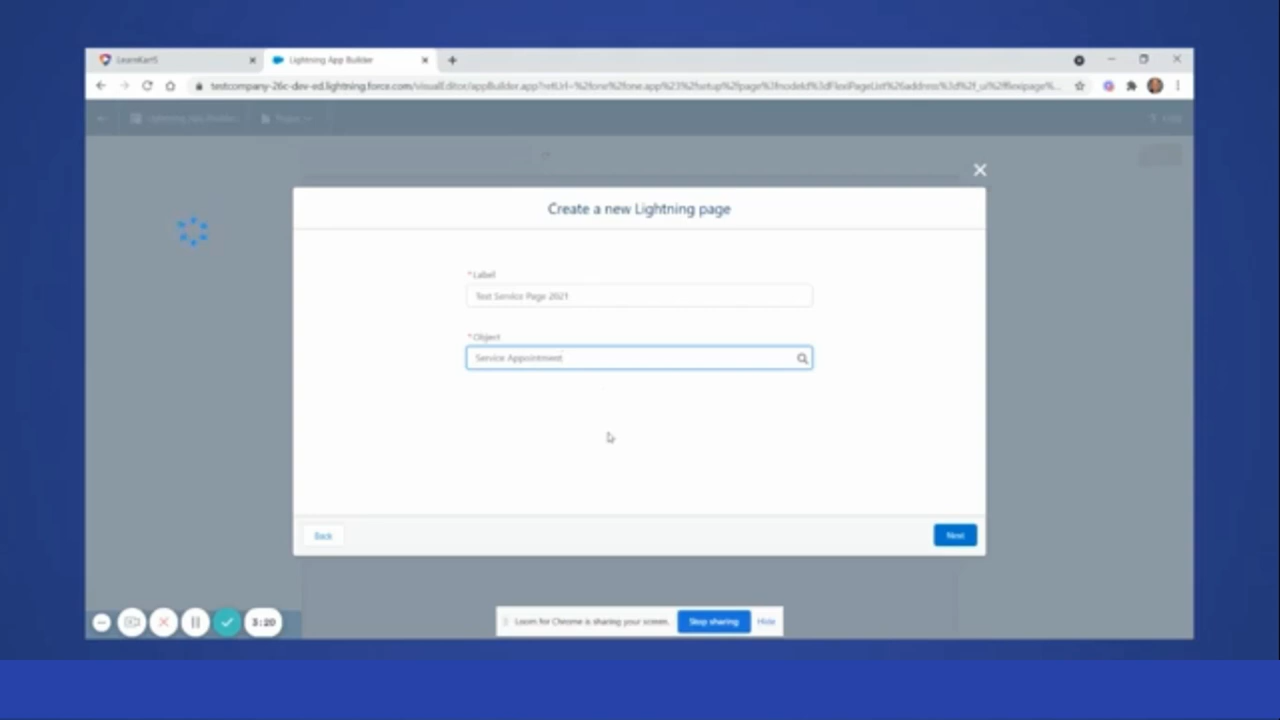 LearnKartS
Lightning App Builder
testcompany-26c-dev-ed.lightning.force.com/visualEditor/appBuilder.app?retUrl=%2fone%2fone.app%23%2fsetup%2fpage%3fnodeId%3dFlexiPageList%26address%3d%2f_ui%2fflexipage%...
Lightning App Builder
Pages
Help
Create a new Lightning page
*Label
Test Service Page 2021
*Object
Service Appointment
Back
Next
3:20
Loom for Chrome is sharing your screen.
Stop sharing
Hide